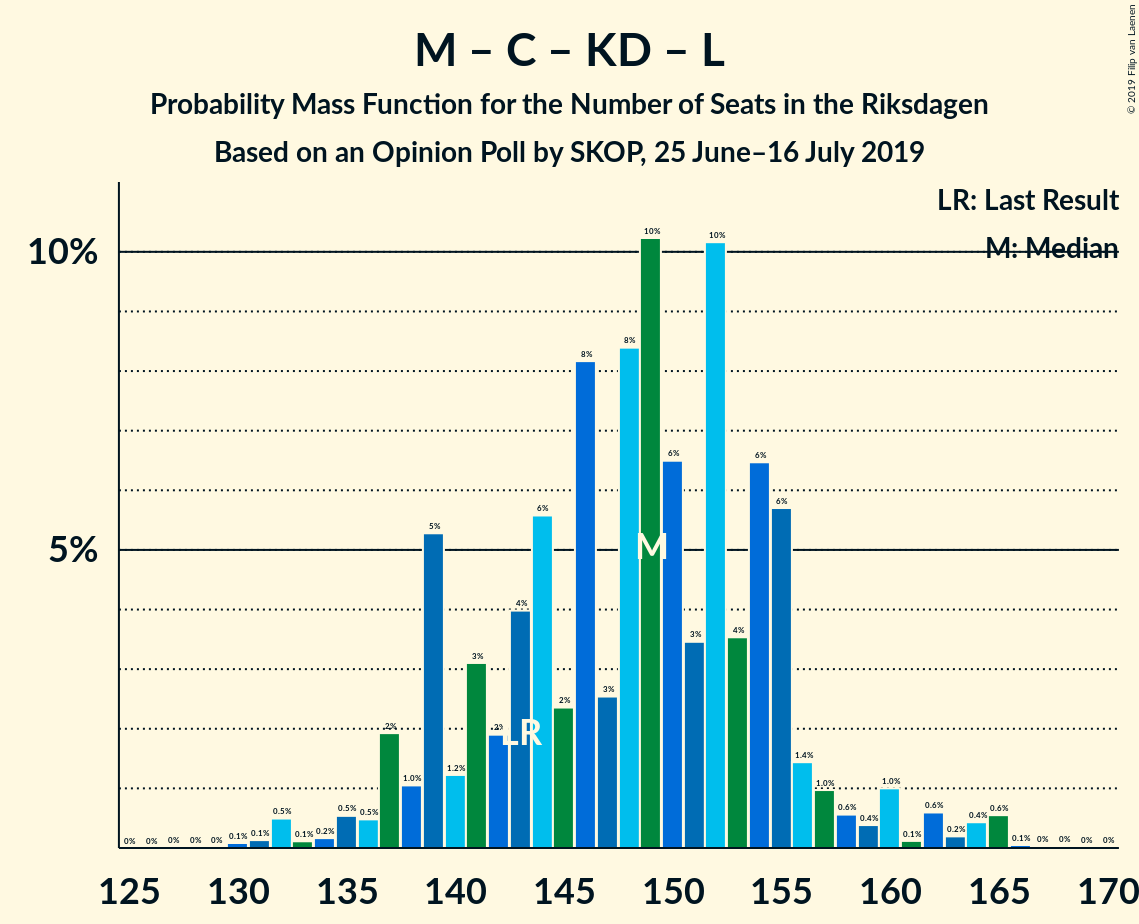 M – C – KD – L
Probability Mass Function for the Number of Seats in the Riksdagen
Based on an Opinion Poll by SKOP, 25 June–16 July 2019
© 2019 Filip van Laenen
LR: Last Result
M: Median
10%
5%
0% 0% 0% 0% 0% 0.1% 0.1% 0.5% 0.1% 0.2% 0.5% 0.5% 2% 1.0% 5% 1.2% 3% 2% 4% 6% 2% 8% 3% 8% 10% 6% 3% 10% 4% 6% 6% 1.4% 1.0% 0.6% 0.4% 1.0% 0.1% 0.6% 0.2% 0.4% 0.6% 0.1% 0% 0% 0% 0%
M
LR
125 130 135 140 145 150 155 160 165 170